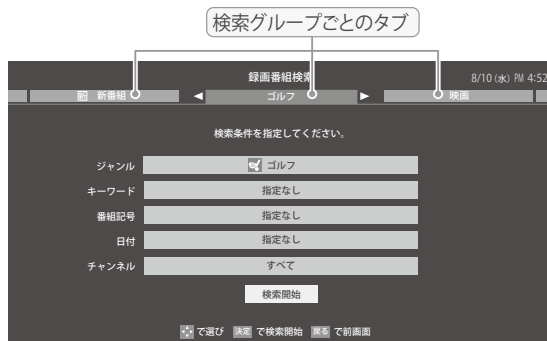 検索グループごとのタブ
録画番組検索 8/10 (水) PM 4:52
新番組 ◀ ゴルフ ▶ 映画
検索条件を指定してください。
ジャンル ゴルフ
キーワード 指定なし
番組記号 指定なし
日付 指定なし
チャンネル すべて
検索開始
で選び 決定 で検索開始 戻る で前画面